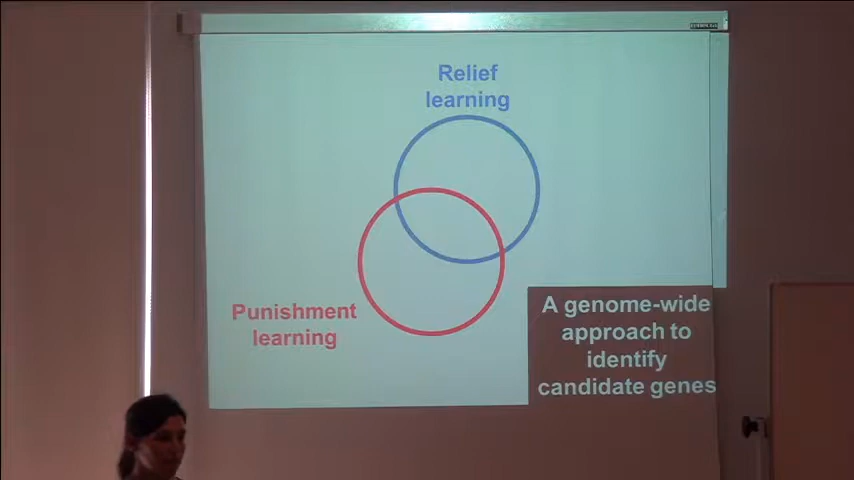 Relief
learning
Punishment
learning
A genome-wide
approach to
identify
candidate genes